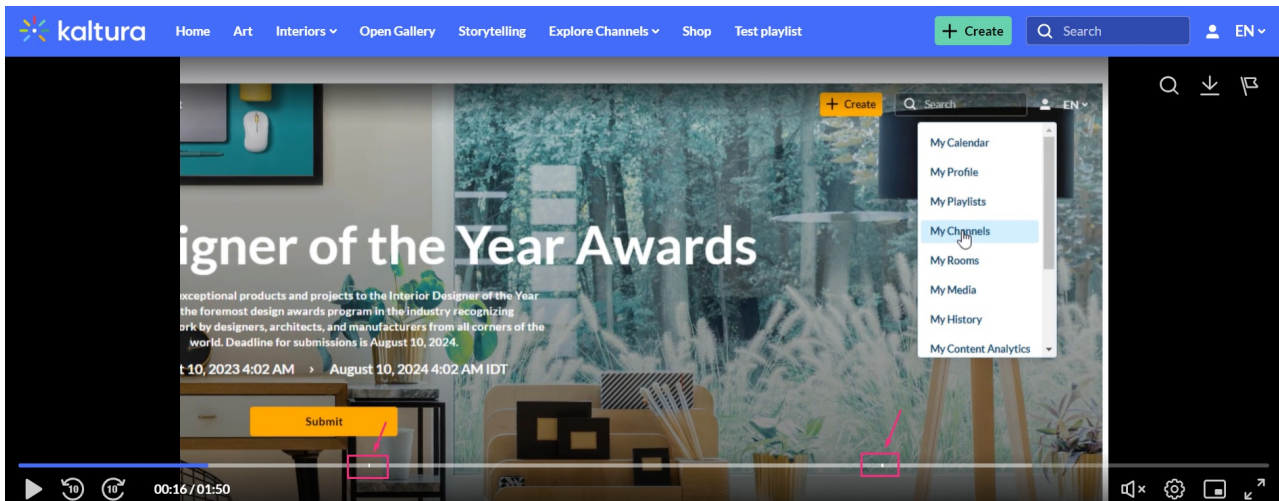 kaltura Home Art Interiors Open Gallery Storytelling Explore Channels Shop Test playlist + Create Search EN
+ Create Search EN
My Calendar
My Profile
My Playlists
My Channels
My Rooms
My Media
My History
My Content Analytics
igner of the Year Awards
xceptional products and projects to the Interior Designer of the Year
the foremost design awards program in the industry recognizing
ork by designers, architects, and manufacturers from all corners of the
world. Deadline for submissions is August 10, 2024.
t 10, 2023 4:02 AM > August 10, 2024 4:02 AM IDT
Submit
10 10 00:16 / 01:50